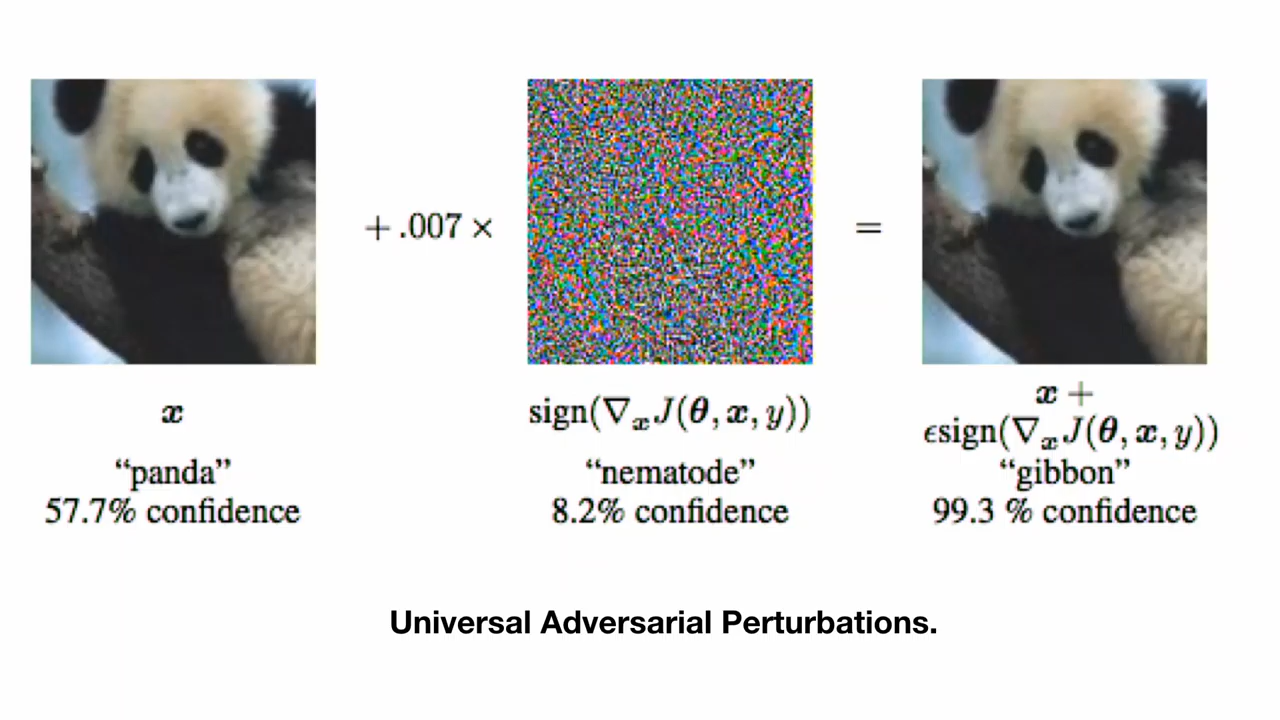 + .007 ×
=
x
sign(∇ₓJ(θ, x, y))
x +
ϵsign(∇ₓJ(θ, x, y))
“panda”
“nematode”
“gibbon”
57.7% confidence
8.2% confidence
99.3 % confidence
Universal Adversarial Perturbations.